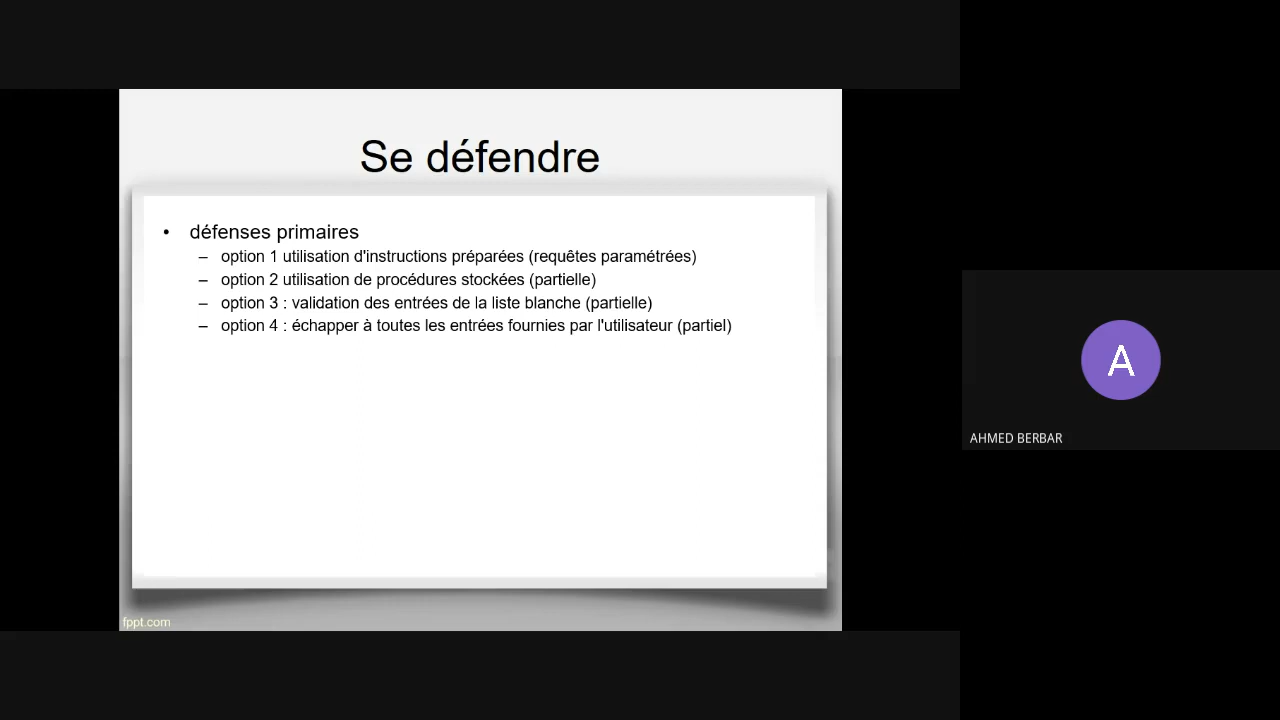 Se défendre
• défenses primaires
– option 1 utilisation d'instructions préparées (requêtes paramétrées)
– option 2 utilisation de procédures stockées (partielle)
– option 3 : validation des entrées de la liste blanche (partielle)
– option 4 : échapper à toutes les entrées fournies par l'utilisateur (partiel)
fppt.com
A
AHMED BERBAR